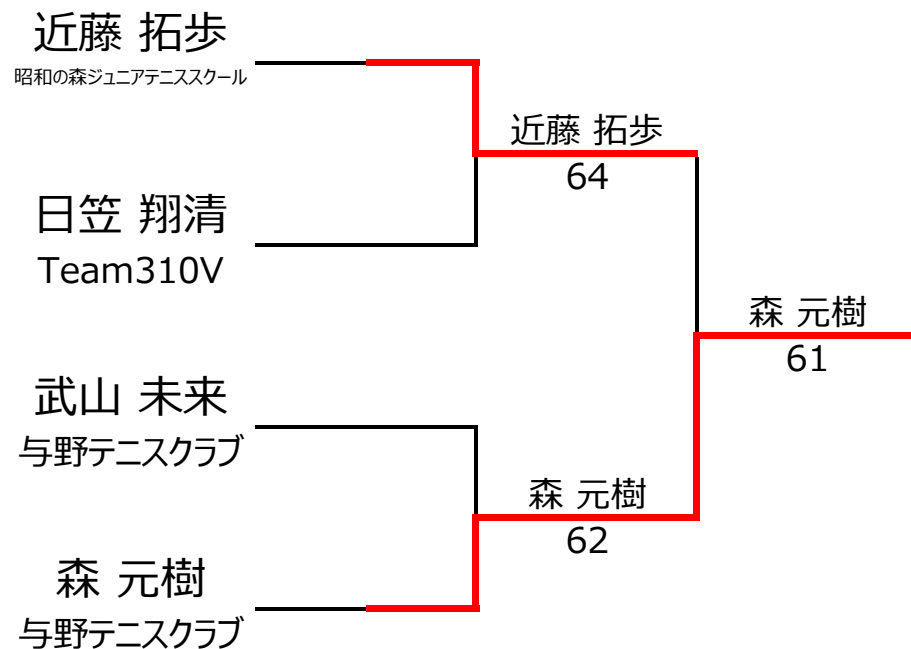 近藤 拓歩
昭和の森ジュニアテニススクール
日笠 翔清
Team310V
武山 未来
与野テニスクラブ
森 元樹
与野テニスクラブ
近藤 拓歩
64
森 元樹
62
森 元樹
61